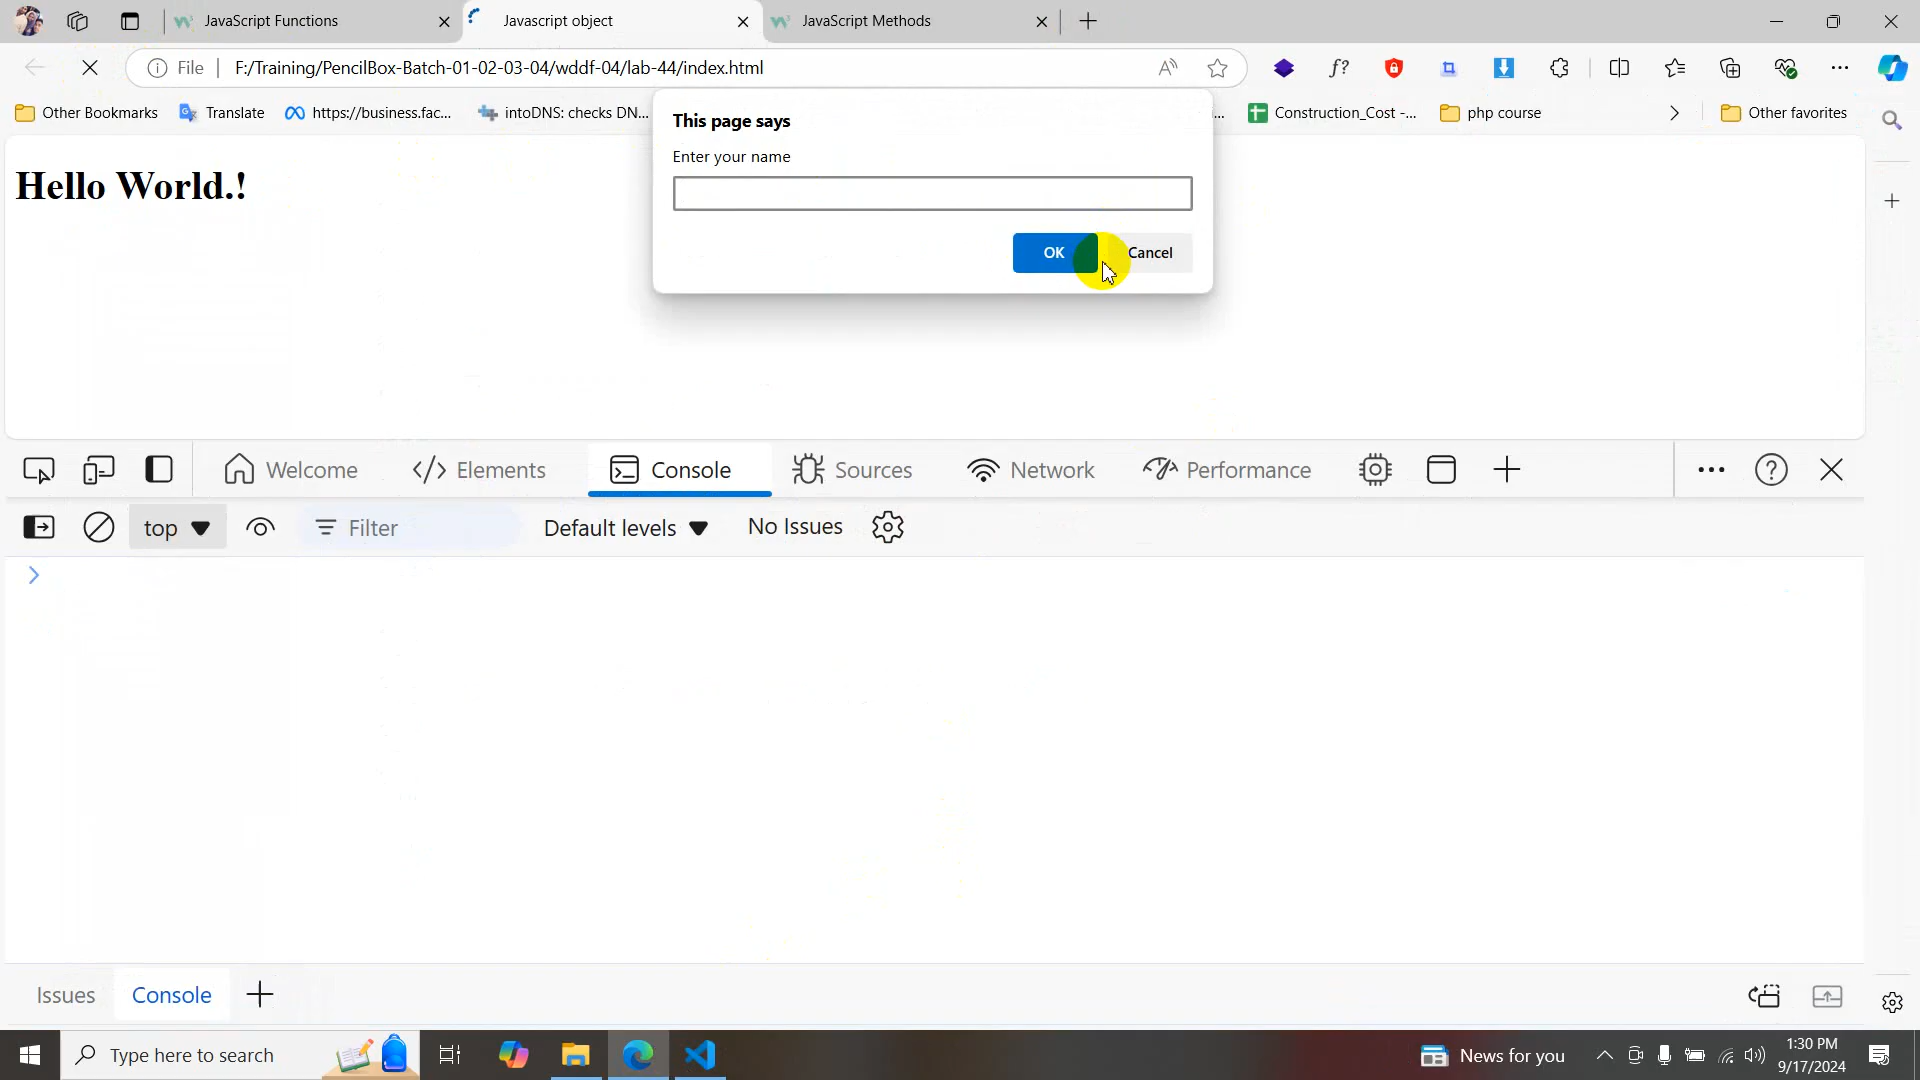 JavaScript Functions
Javascript object
JavaScript Methods
File
F:/Training/PencilBox-Batch-01-02-03-04/wddf-04/lab-44/index.html
Other Bookmarks
Translate
https://business.fac...
intoDNS: checks DN...
Construction_Cost -...
php course
Other favorites
This page says
Enter your name
OK
Cancel
Hello World.!
Welcome
Elements
Console
Sources
Network
Performance
top
Filter
Default levels
No Issues
Issues
Console
Type here to search
News for you
1:30 PM
9/17/2024